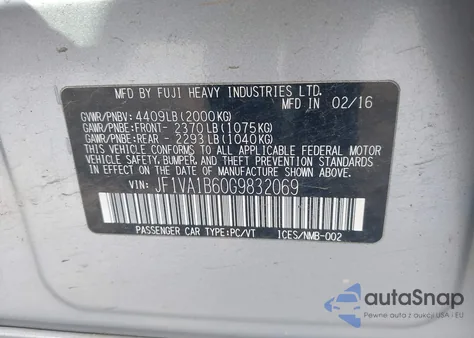 MFD BY FUJI HEAVY INDUSTRIES LTD.
MFD IN 02/16
GVWR/PNBV: 4409LB(2000KG)
GAWR/PNBE:FRONT- 2370LB(1075KG)
GAWR/PNBE:REAR - 2293LB(1040KG)
THIS VEHICLE CONFORMS TO ALL APPLICABLE FEDERAL MOTOR
VEHICLE SAFETY, BUMPER, AND THEFT PREVENTION STANDARDS
IN EFFECT ON THE DATE OF MANUFACTURE SHOWN ABOVE.
VIN: JF1VA1B60G9832069
PASSENGER CAR TYPE:PC/VT ICES/NMB-002
autoSnap
Pewne auta z USA i EU